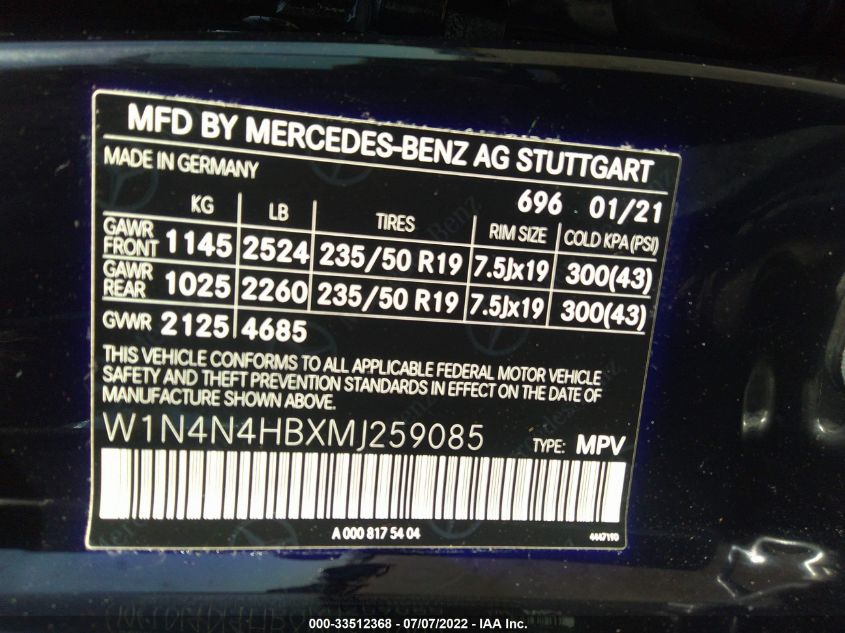 MFD BY MERCEDES-BENZ AG STUTTGART
MADE IN GERMANY
696 01/21
KG LB TIRES RIM SIZE COLD KPA (PSI)
GAWR FRONT 1145 2524 235/50 R19 7.5Jx19 300(43)
GAWR REAR 1025 2260 235/50 R19 7.5Jx19 300(43)
GVWR 2125 4685
THIS VEHICLE CONFORMS TO ALL APPLICABLE FEDERAL MOTOR VEHICLE
SAFETY AND THEFT PREVENTION STANDARDS IN EFFECT ON THE DATE OF
MANUFACTURE SHOWN ABOVE.
W1N4N4HBXMJ259085 TYPE: MPV
A 000 817 54 04
000-33512368 - 07/07/2022 - IAA Inc.